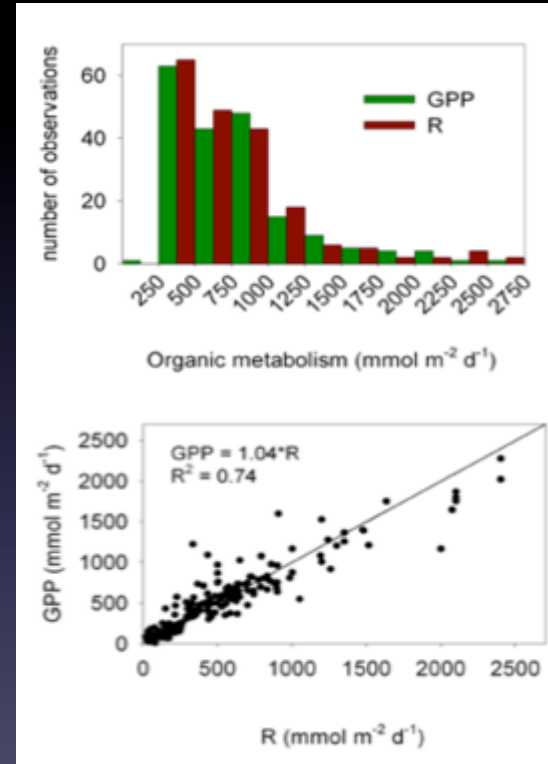 number of observations
60
40
20
0
GPP
R
250 500 750 1000 1250 1500 1750 2000 2250 2500 2750
Organic metabolism (mmol m⁻² d⁻¹)
GPP = 1.04*R
R² = 0.74
GPP (mmol m⁻² d⁻¹)
2500
2000
1500
1000
500
0
0 500 1000 1500 2000 2500
R (mmol m⁻² d⁻¹)